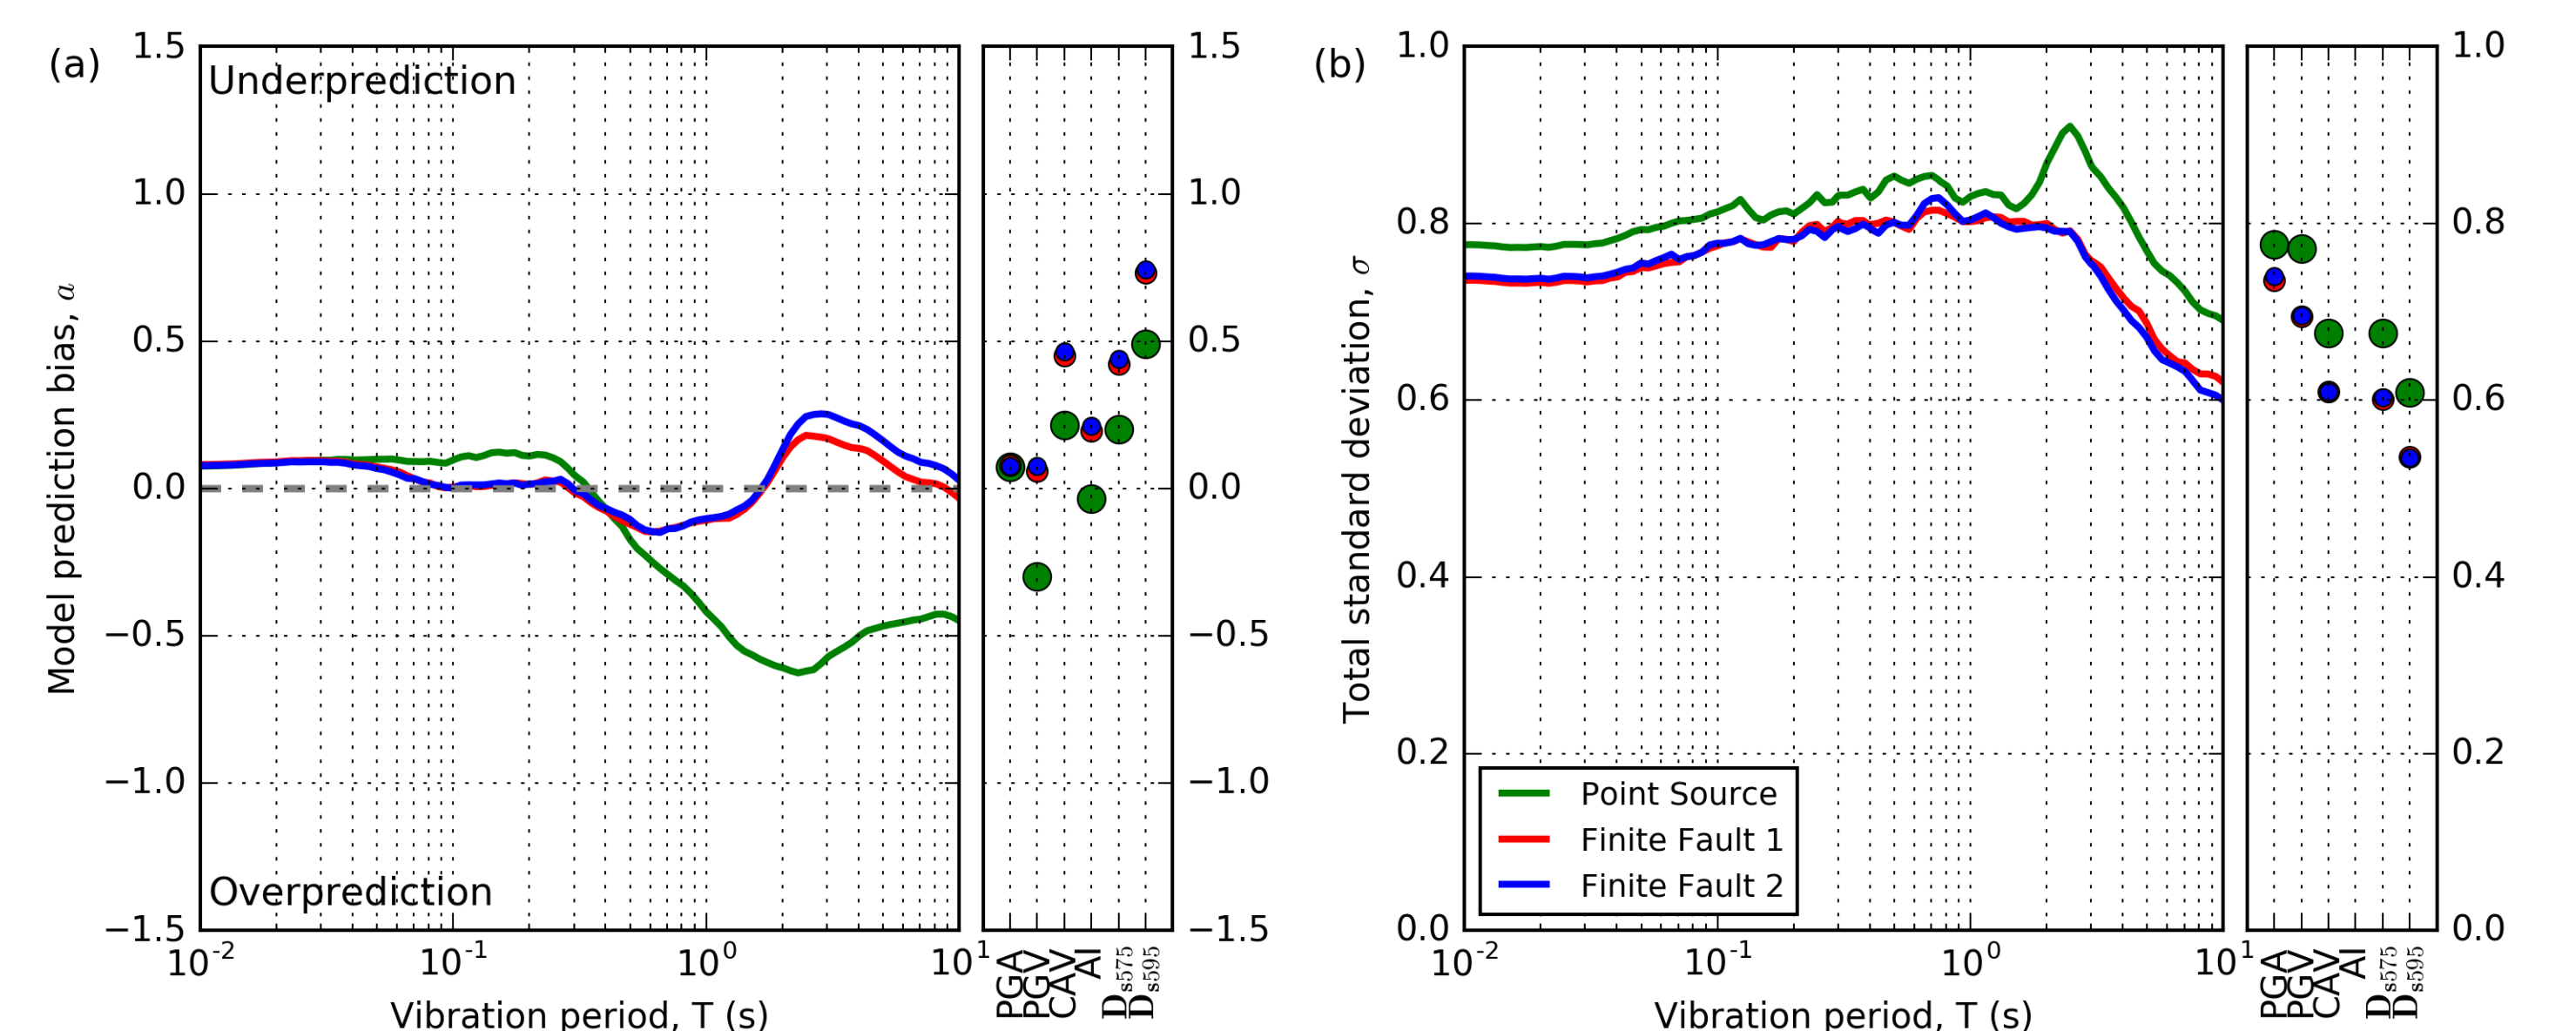 (a)
Underprediction
Overprediction
Model prediction bias, a
1.5
1.0
0.5
0.0
−0.5
−1.0
−1.5
10-2
10-1
100
101
Vibration period, T (s)
1.5
1.0
0.5
0.0
−0.5
−1.0
−1.5
PGA
PGV
CAV
AI
Ds575
Ds595
(b)
Total standard deviation, σ
1.0
0.8
0.6
0.4
0.2
0.0
Point Source
Finite Fault 1
Finite Fault 2
10-2
10-1
100
101
Vibration period, T (s)
1.0
0.8
0.6
0.4
0.2
0.0
PGA
PGV
CAV
AI
Ds575
Ds595